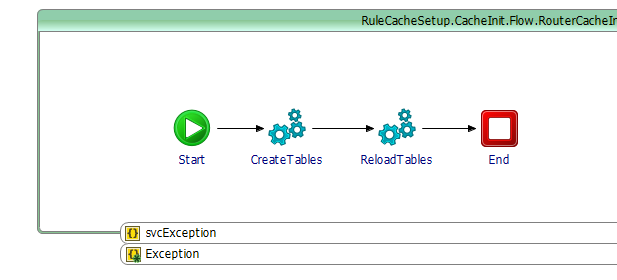 RuleCacheSetup.CacheInit.Flow.RouterCacheIn
Start CreateTables ReloadTables End
svcException
Exception